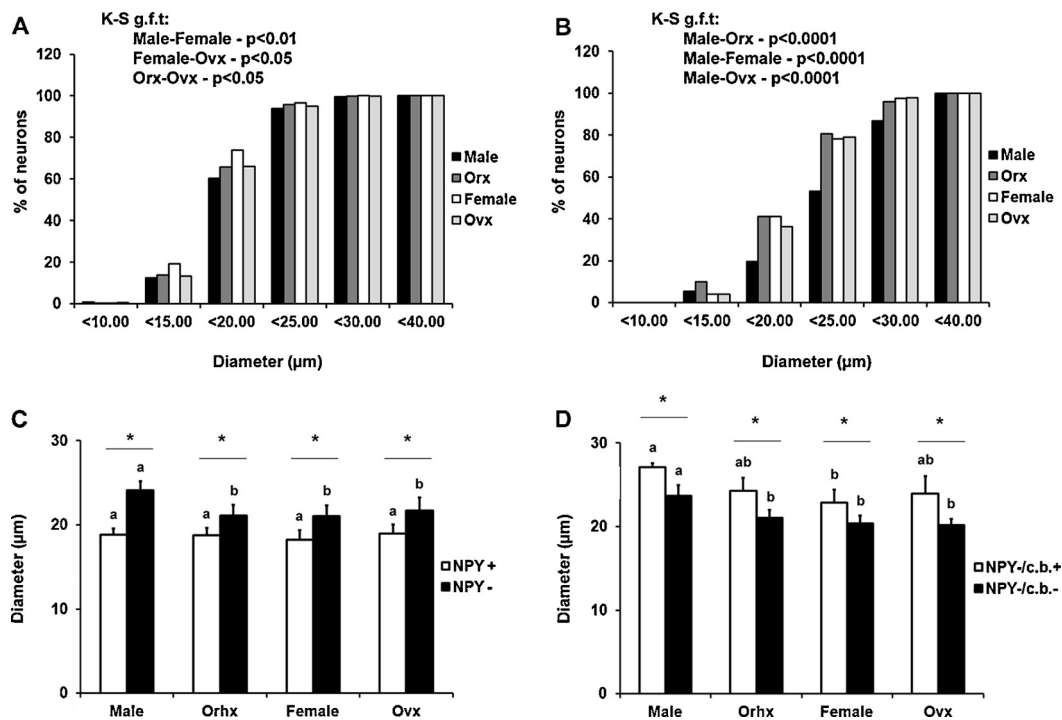 A
K-S g.f.t:
Male-Female - p<0.01
Female-Ovx - p<0.05
Orx-Ovx - p<0.05
120
100
80
60
40
20
0
% of neurons
<10.00 <15.00 <20.00 <25.00 <30.00 <40.00
Diameter (µm)
Male
Orx
Female
Ovx
B
K-S g.f.t:
Male-Orx - p<0.0001
Male-Female - p<0.0001
Male-Ovx - p<0.0001
120
100
80
60
40
20
0
% of neurons
<10.00 <15.00 <20.00 <25.00 <30.00 <40.00
Diameter (µm)
Male
Orx
Female
Ovx
C
30
20
10
0
Diameter (µm)
* * * *
a a a b a b a b
Male Orhx Female Ovx
NPY +
NPY -
D
30
20
10
0
Diameter (µm)
* * * *
a a ab b b b ab b
Male Orhx Female Ovx
NPY-/c.b.+
NPY-/c.b.-